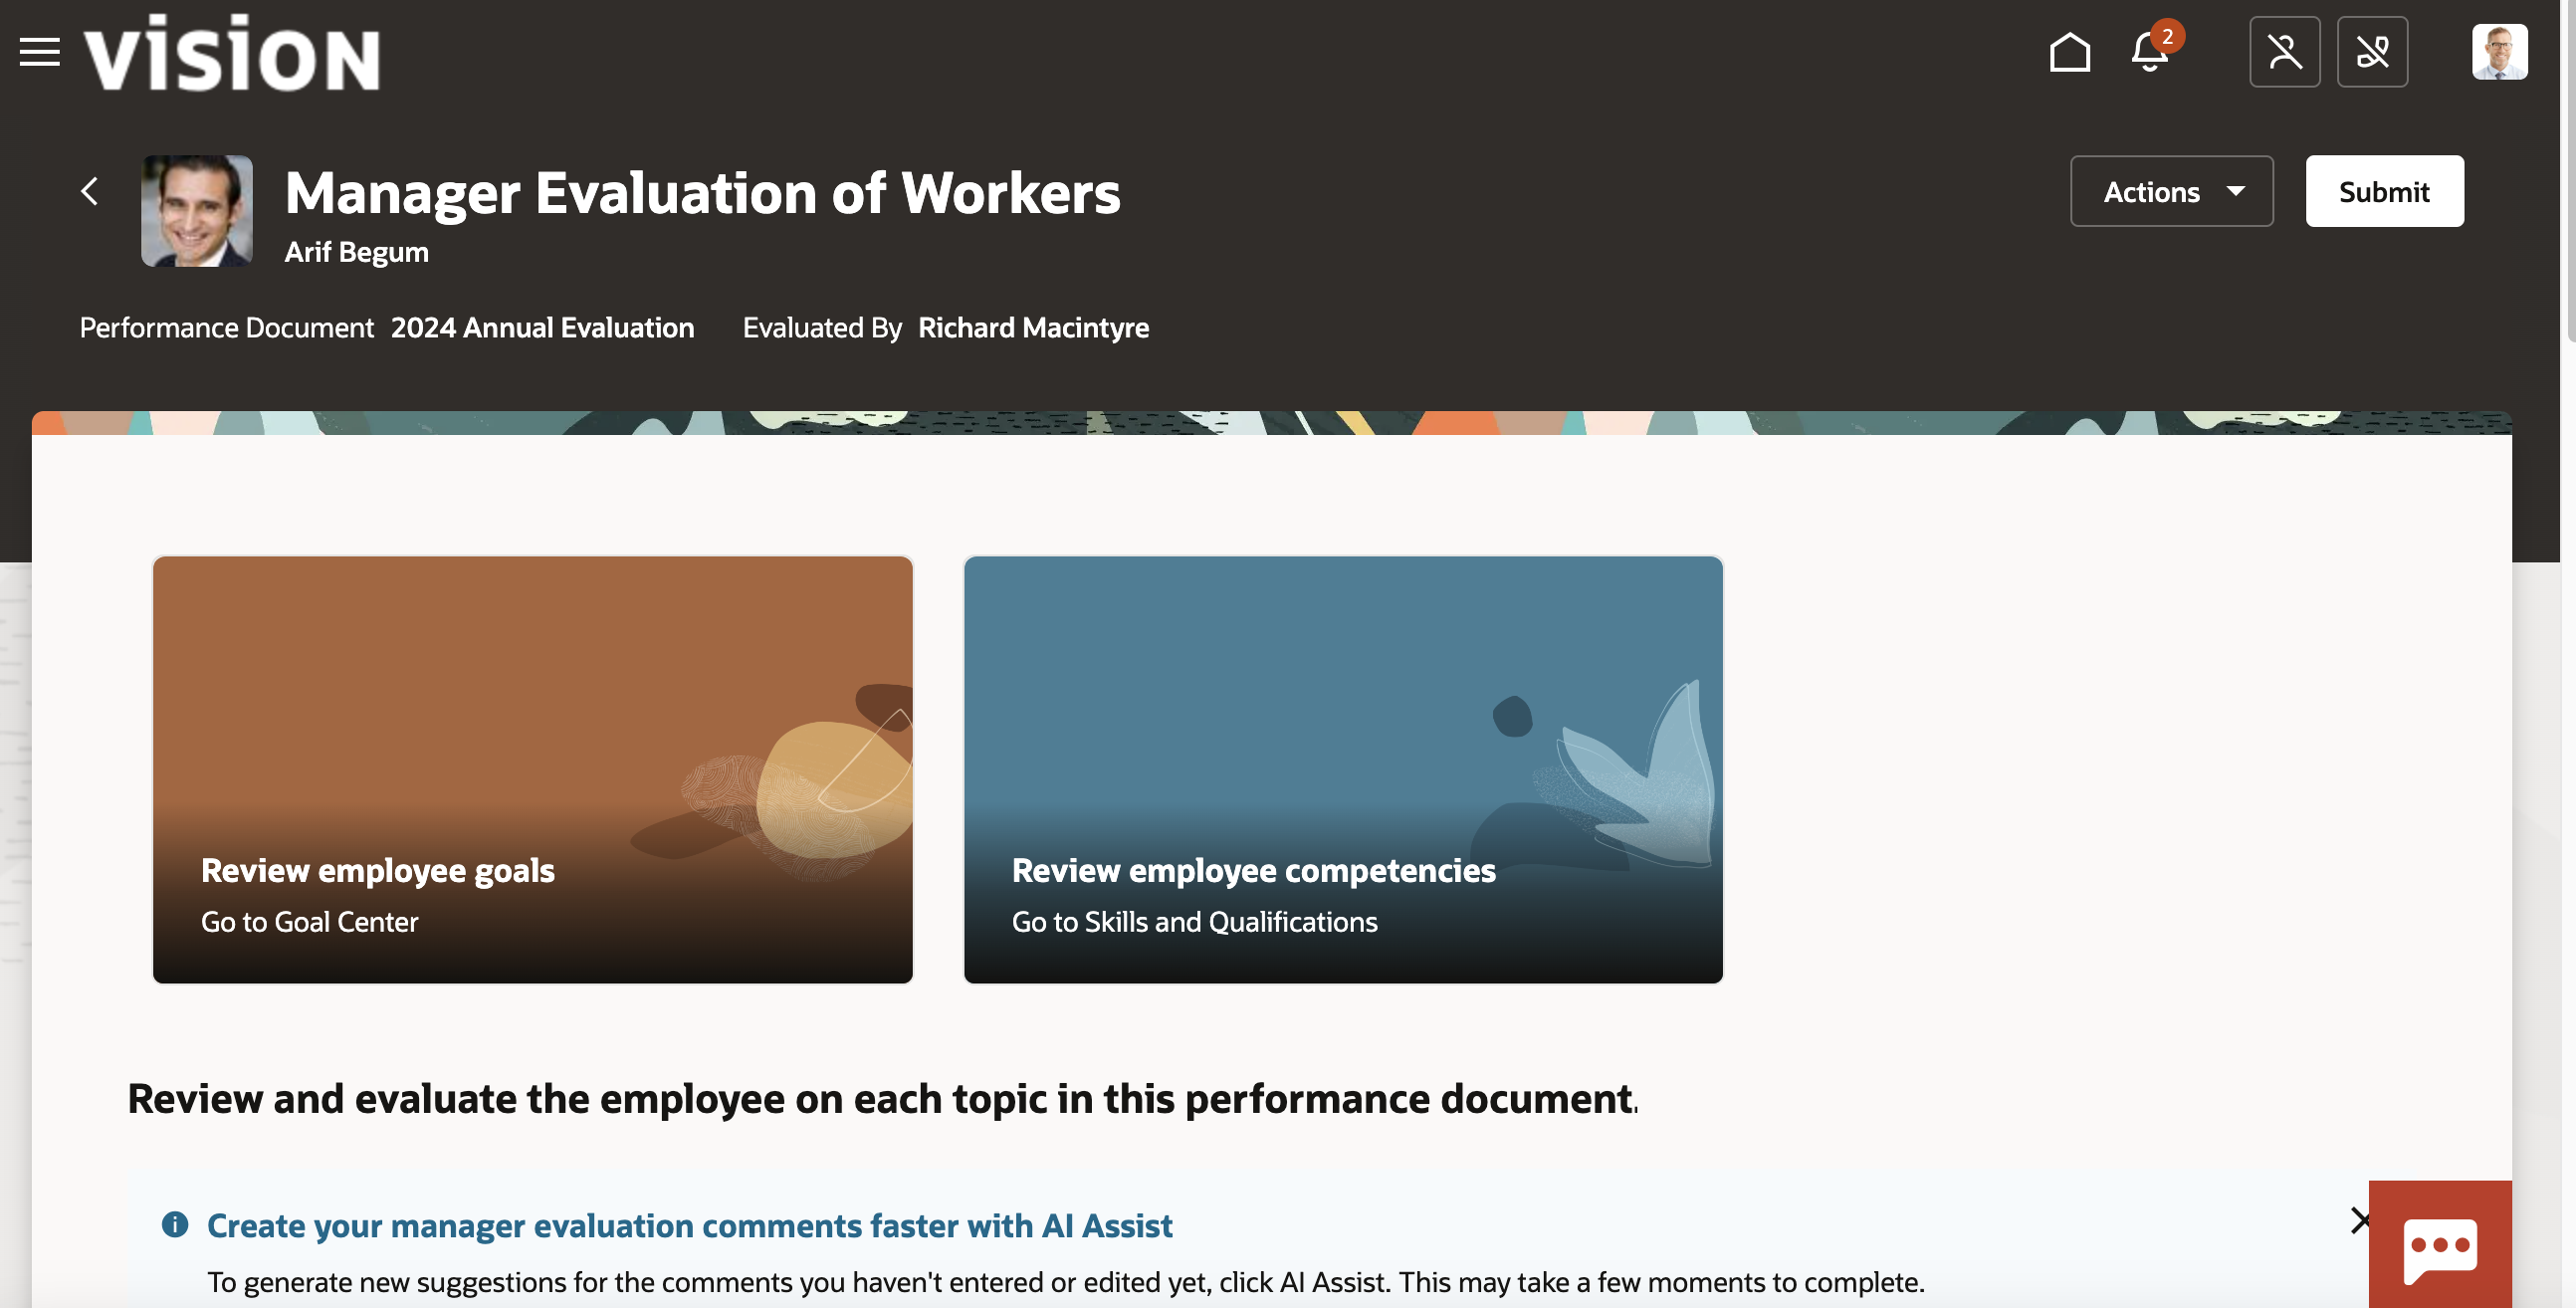 vision
2
Manager Evaluation of Workers
Arif Begum
Actions
Submit
Performance Document 2024 Annual Evaluation Evaluated By Richard Macintyre
Review employee goals
Go to Goal Center
Review employee competencies
Go to Skills and Qualifications
Review and evaluate the employee on each topic in this performance document.
Create your manager evaluation comments faster with AI Assist
To generate new suggestions for the comments you haven't entered or edited yet, click AI Assist. This may take a few moments to complete.